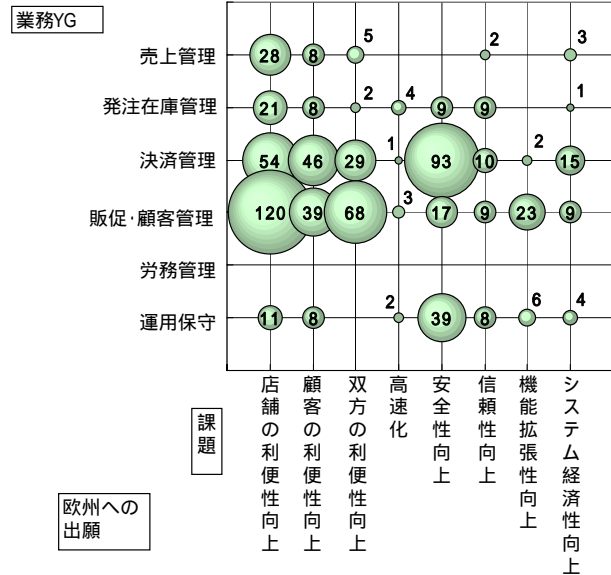 業務YG
売上管理 28 8 5 2 3
発注在庫管理 21 8 2 4 9 9 1
決済管理 54 46 29 1 93 10 2 15
販促・顧客管理 120 39 68 3 17 9 23 9
労務管理
運用保守 11 8 2 39 8 6 4
課題
店舗の利便性向上
顧客の利便性向上
双方の利便性向上
高速化
安全性向上
信頼性向上
機能拡張性向上
システム経済性向上
欧州への
出願